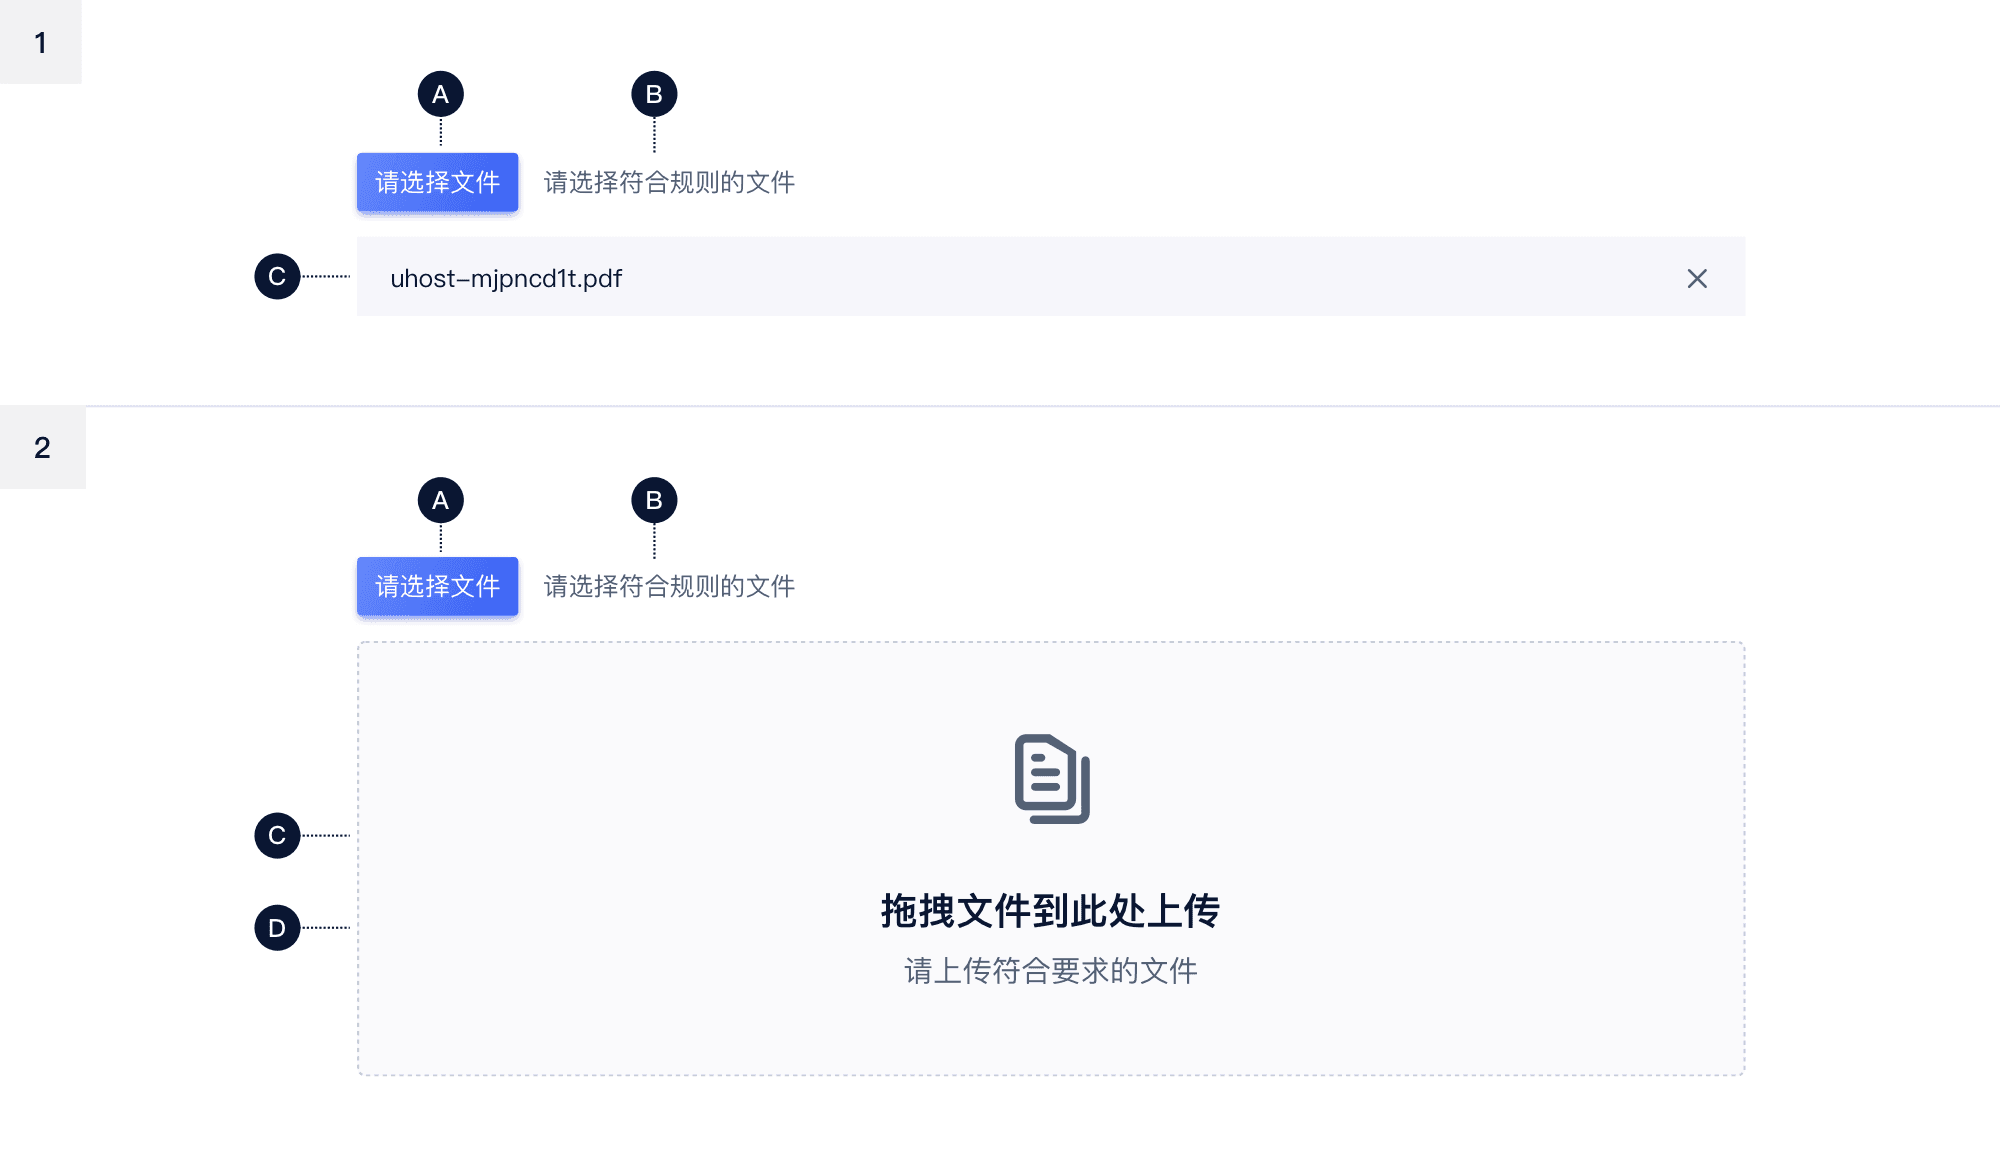 1
A
B
请选择文件 请选择符合规则的文件
C
uhost-mjpncd1t.pdf
2
A
B
请选择文件 请选择符合规则的文件
C
D
拖拽文件到此处上传
请上传符合要求的文件